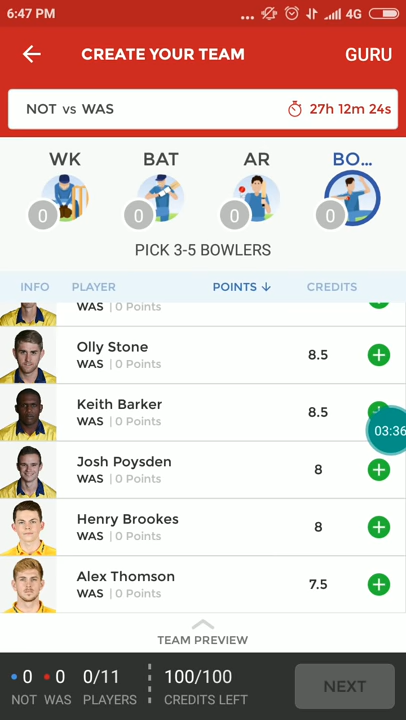 6:47 PM ... 4G
CREATE YOUR TEAM GURU
NOT vs WAS 27h 12m 24s
WK BAT AR BO...
0 0 0 0
PICK 3-5 BOWLERS
INFO PLAYER POINTS ↓ CREDITS
WAS | 0 Points
Olly Stone
WAS | 0 Points 8.5
Keith Barker
WAS | 0 Points 8.5
03:36
Josh Poysden
WAS | 0 Points 8
Henry Brookes
WAS | 0 Points 8
Alex Thomson
WAS | 0 Points 7.5
TEAM PREVIEW
0 0 0/11 100/100 NEXT
NOT WAS PLAYERS CREDITS LEFT